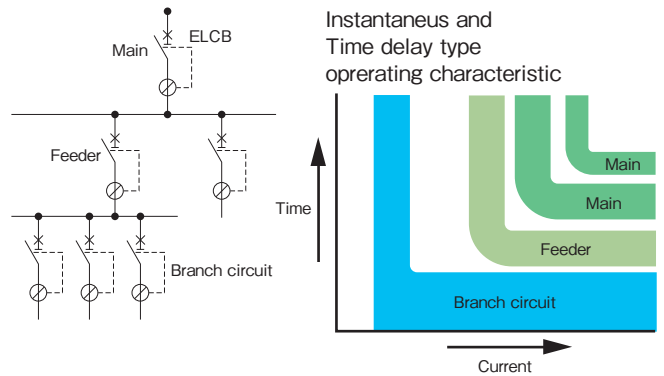 ELCB
Main
Feeder
Branch circuit
Instantaneus and
Time delay type
oprerating characteristic
Time
Main
Main
Feeder
Branch circuit
Current